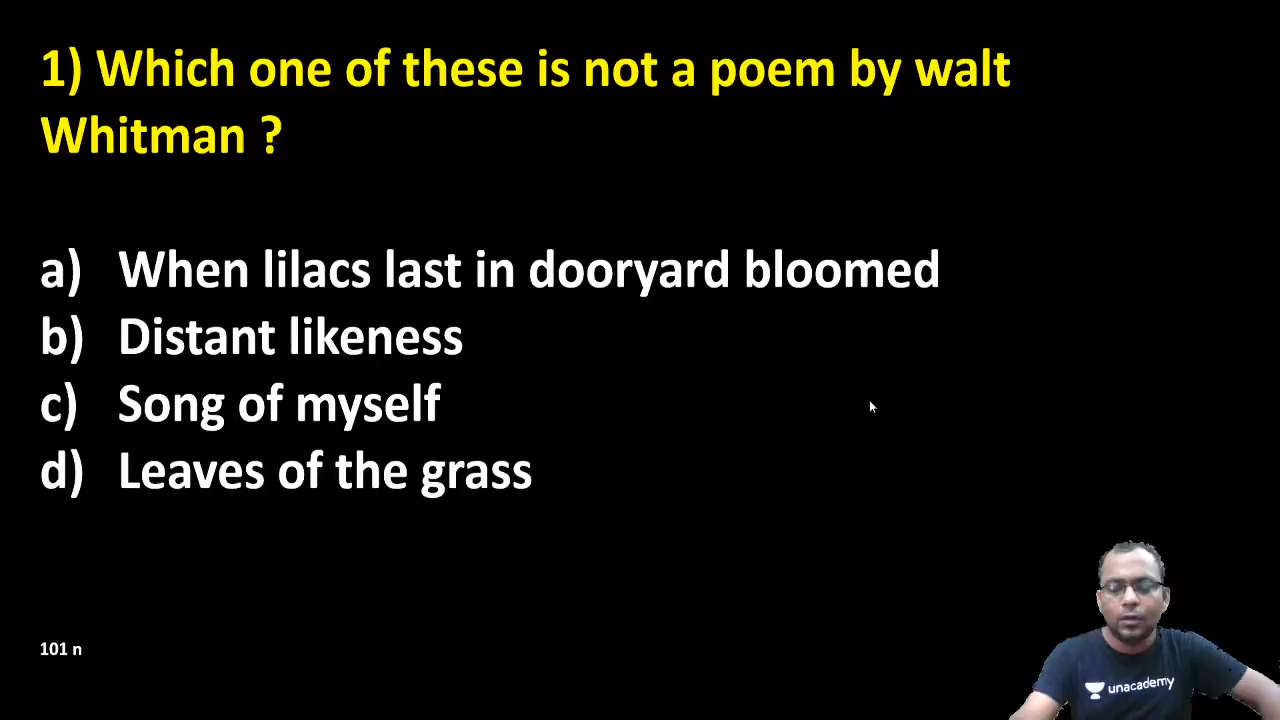 1) Which one of these is not a poem by walt
Whitman ?
a) When lilacs last in dooryard bloomed
b) Distant likeness
c) Song of myself
d) Leaves of the grass
101 n
unacademy